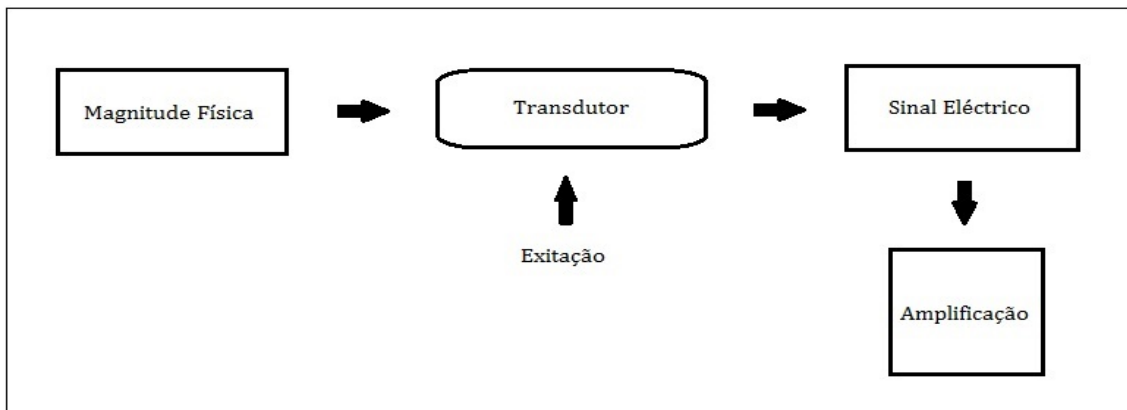 Magnitude Física
Transdutor
Sinal Eléctrico
Exitação
Amplificação